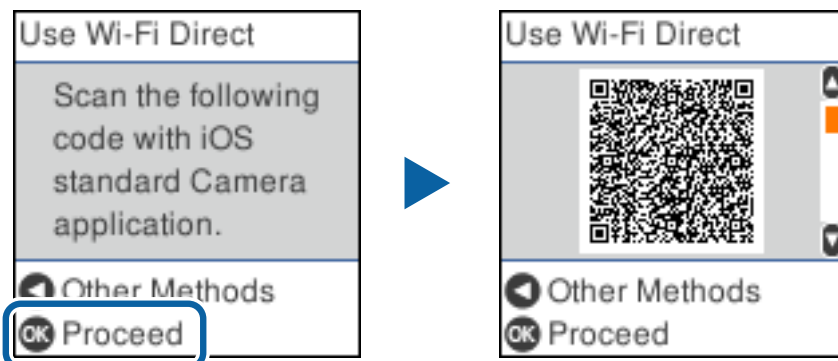 Use Wi-Fi Direct
Scan the following
code with iOS
standard Camera
application.
Other Methods
OK Proceed
Use Wi-Fi Direct
Other Methods
OK Proceed